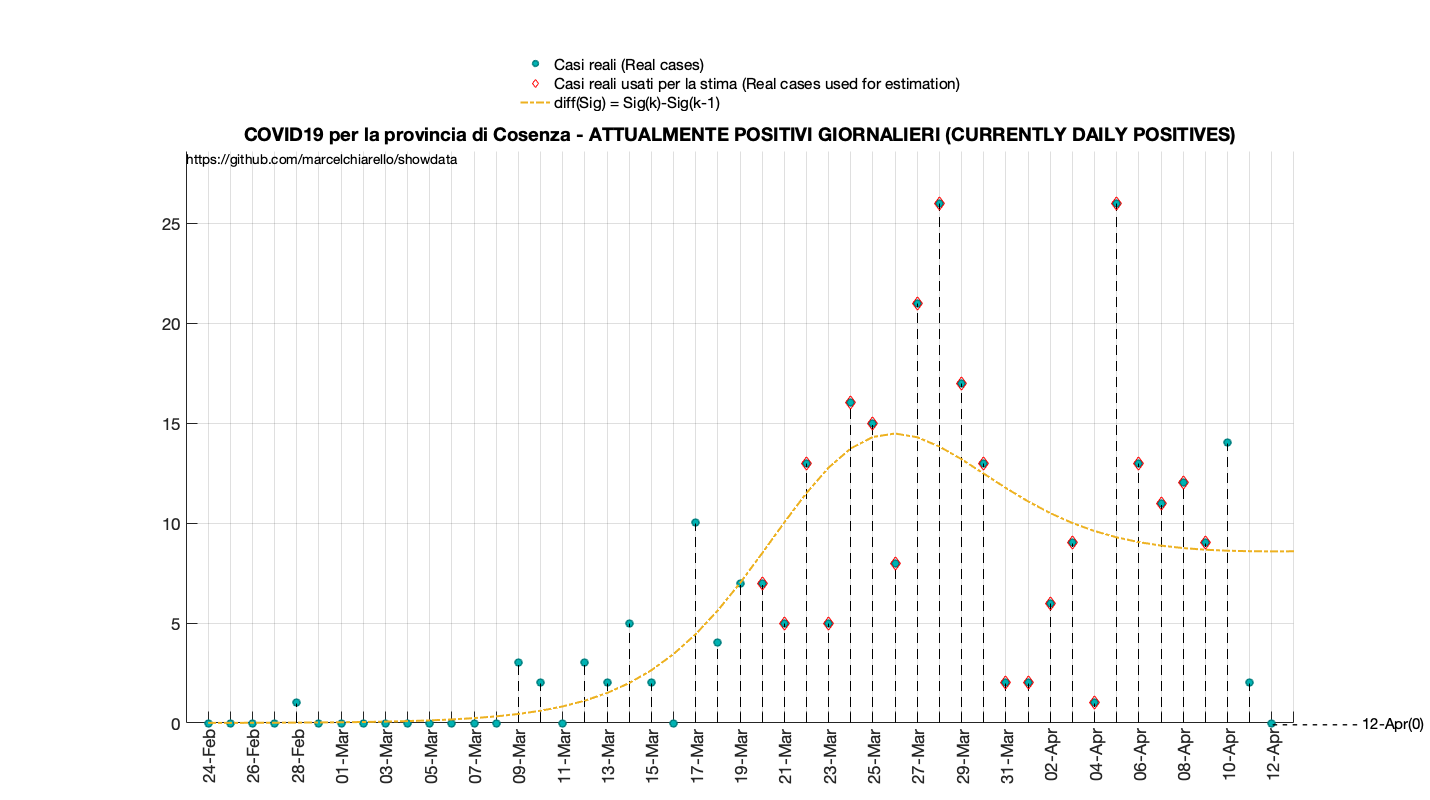 Casi reali (Real cases)
Casi reali usati per la stima (Real cases used for estimation)
diff(Sig) = Sig(k)-Sig(k-1)
COVID19 per la provincia di Cosenza - ATTUALMENTE POSITIVI GIORNALIERI (CURRENTLY DAILY POSITIVES)
https://github.com/marcelchiarello/showdata
25
20
15
10
5
0
12-Apr(0)
24-Feb
26-Feb
28-Feb
01-Mar
03-Mar
05-Mar
07-Mar
09-Mar
11-Mar
13-Mar
15-Mar
17-Mar
19-Mar
21-Mar
23-Mar
25-Mar
27-Mar
29-Mar
31-Mar
02-Apr
04-Apr
06-Apr
08-Apr
10-Apr
12-Apr